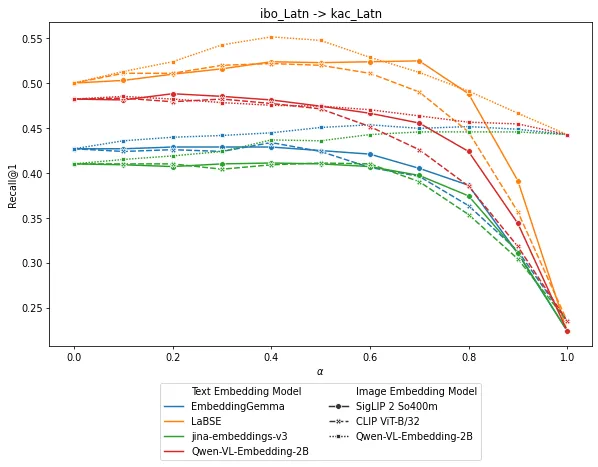 ibo_Latn -> kac_Latn
Recall@1
0.55
0.50
0.45
0.40
0.35
0.30
0.25
0.0
0.2
0.4
0.6
0.8
1.0
α
Text Embedding Model
EmbeddingGemma
LaBSE
jina-embeddings-v3
Qwen-VL-Embedding-2B
Image Embedding Model
SigLIP 2 So400m
CLIP ViT-B/32
Qwen-VL-Embedding-2B